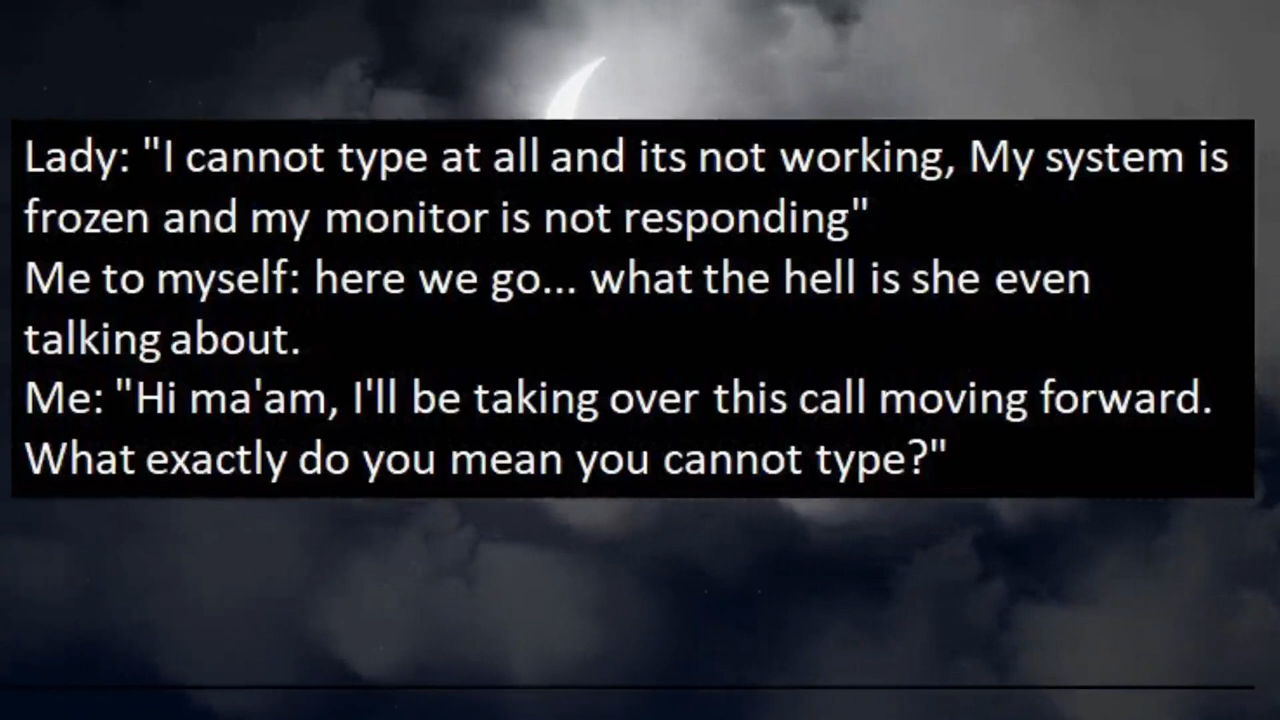 Lady: "I cannot type at all and its not working, My system is
frozen and my monitor is not responding"
Me to myself: here we go... what the hell is she even
talking about.
Me: "Hi ma'am, I'll be taking over this call moving forward.
What exactly do you mean you cannot type?"